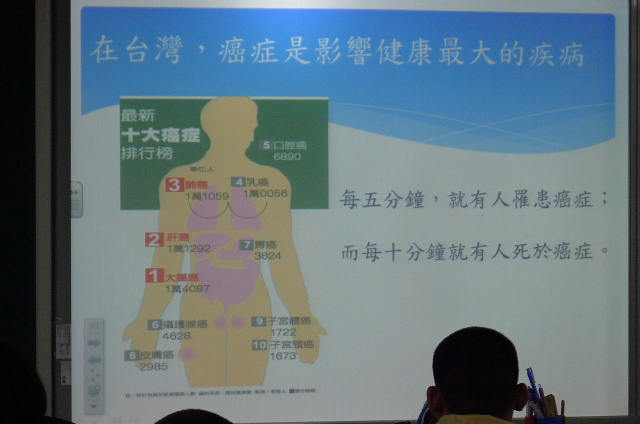 在台灣，癌症是影響健康最大的疾病
最新
十大癌症
排行榜
單位:人
5 口腔癌
6890
3 肺癌
1萬1059
4 乳癌
1萬0056
每五分鐘，就有人罹患癌症；
2 肝癌
1萬1292
7 胃癌
3824
而每十分鐘就有人死於癌症。
1 大腸癌
1萬4087
6 攝護腺癌
4628
9 子宮體癌
1722
8 皮膚癌
2985
10 子宮頸癌
1673